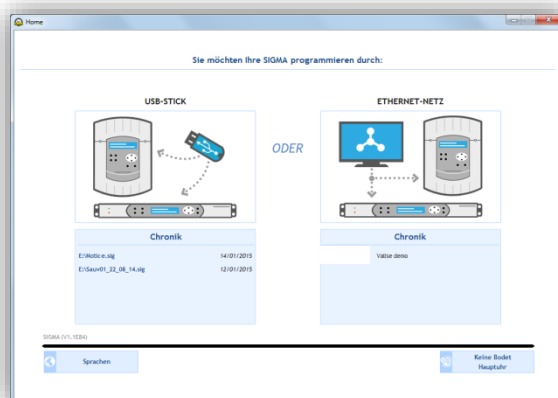 Home
Sie möchten Ihre SIGMA programmieren durch:
USB-STICK
ETHERNET-NETZ
ODER
Chronik
E:\Notice.sig 14/01/2015
E:\Sauv01_22_08_14.sig 12/01/2015
Chronik
Valise demo
SIGMA (V1.1EB4)
Sprachen
Keine Bodet
Hauptuhr